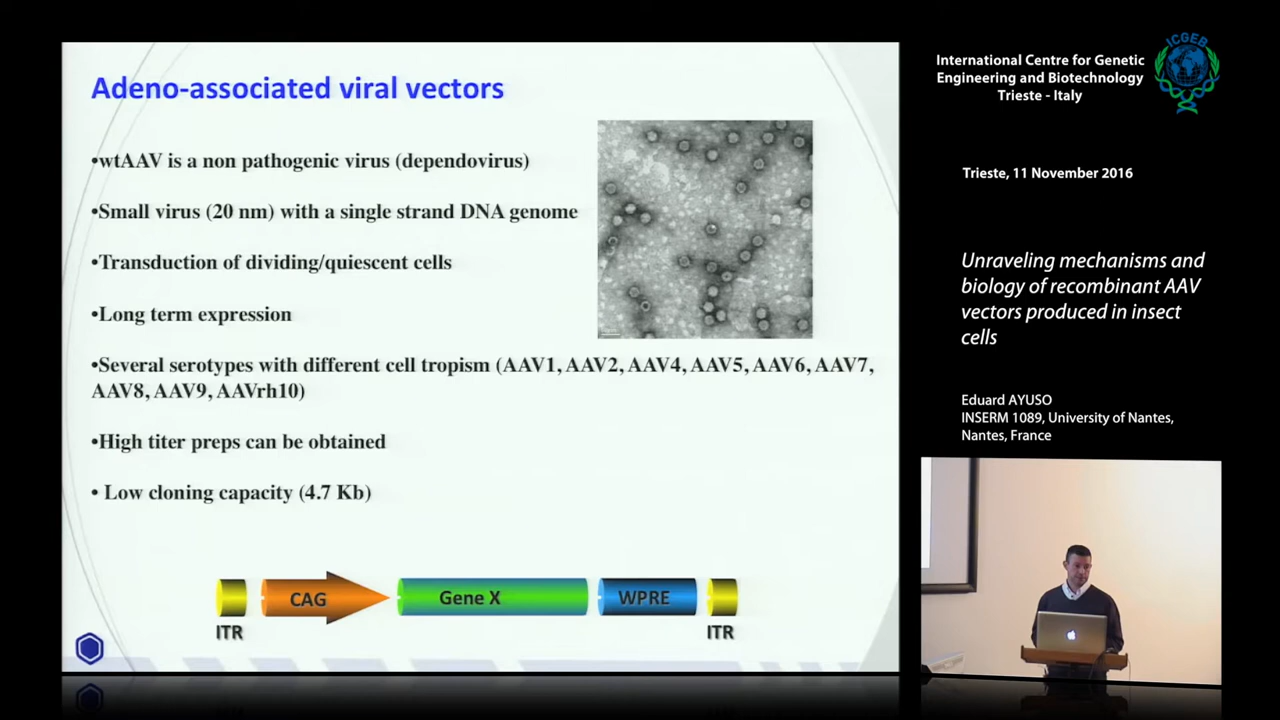 Adeno-associated viral vectors
•wtAAV is a non pathogenic virus (dependovirus)
•Small virus (20 nm) with a single strand DNA genome
•Transduction of dividing/quiescent cells
•Long term expression
•Several serotypes with different cell tropism (AAV1, AAV2, AAV4, AAV5, AAV6, AAV7,
AAV8, AAV9, AAVrh10)
•High titer preps can be obtained
• Low cloning capacity (4.7 Kb)
CAG
Gene X
WPRE
ITR
ITR
ICGEB
International Centre for Genetic
Engineering and Biotechnology
Trieste - Italy
Trieste, 11 November 2016
Unraveling mechanisms and
biology of recombinant AAV
vectors produced in insect
cells
Eduard AYUSO
INSERM 1089, University of Nantes,
Nantes, France